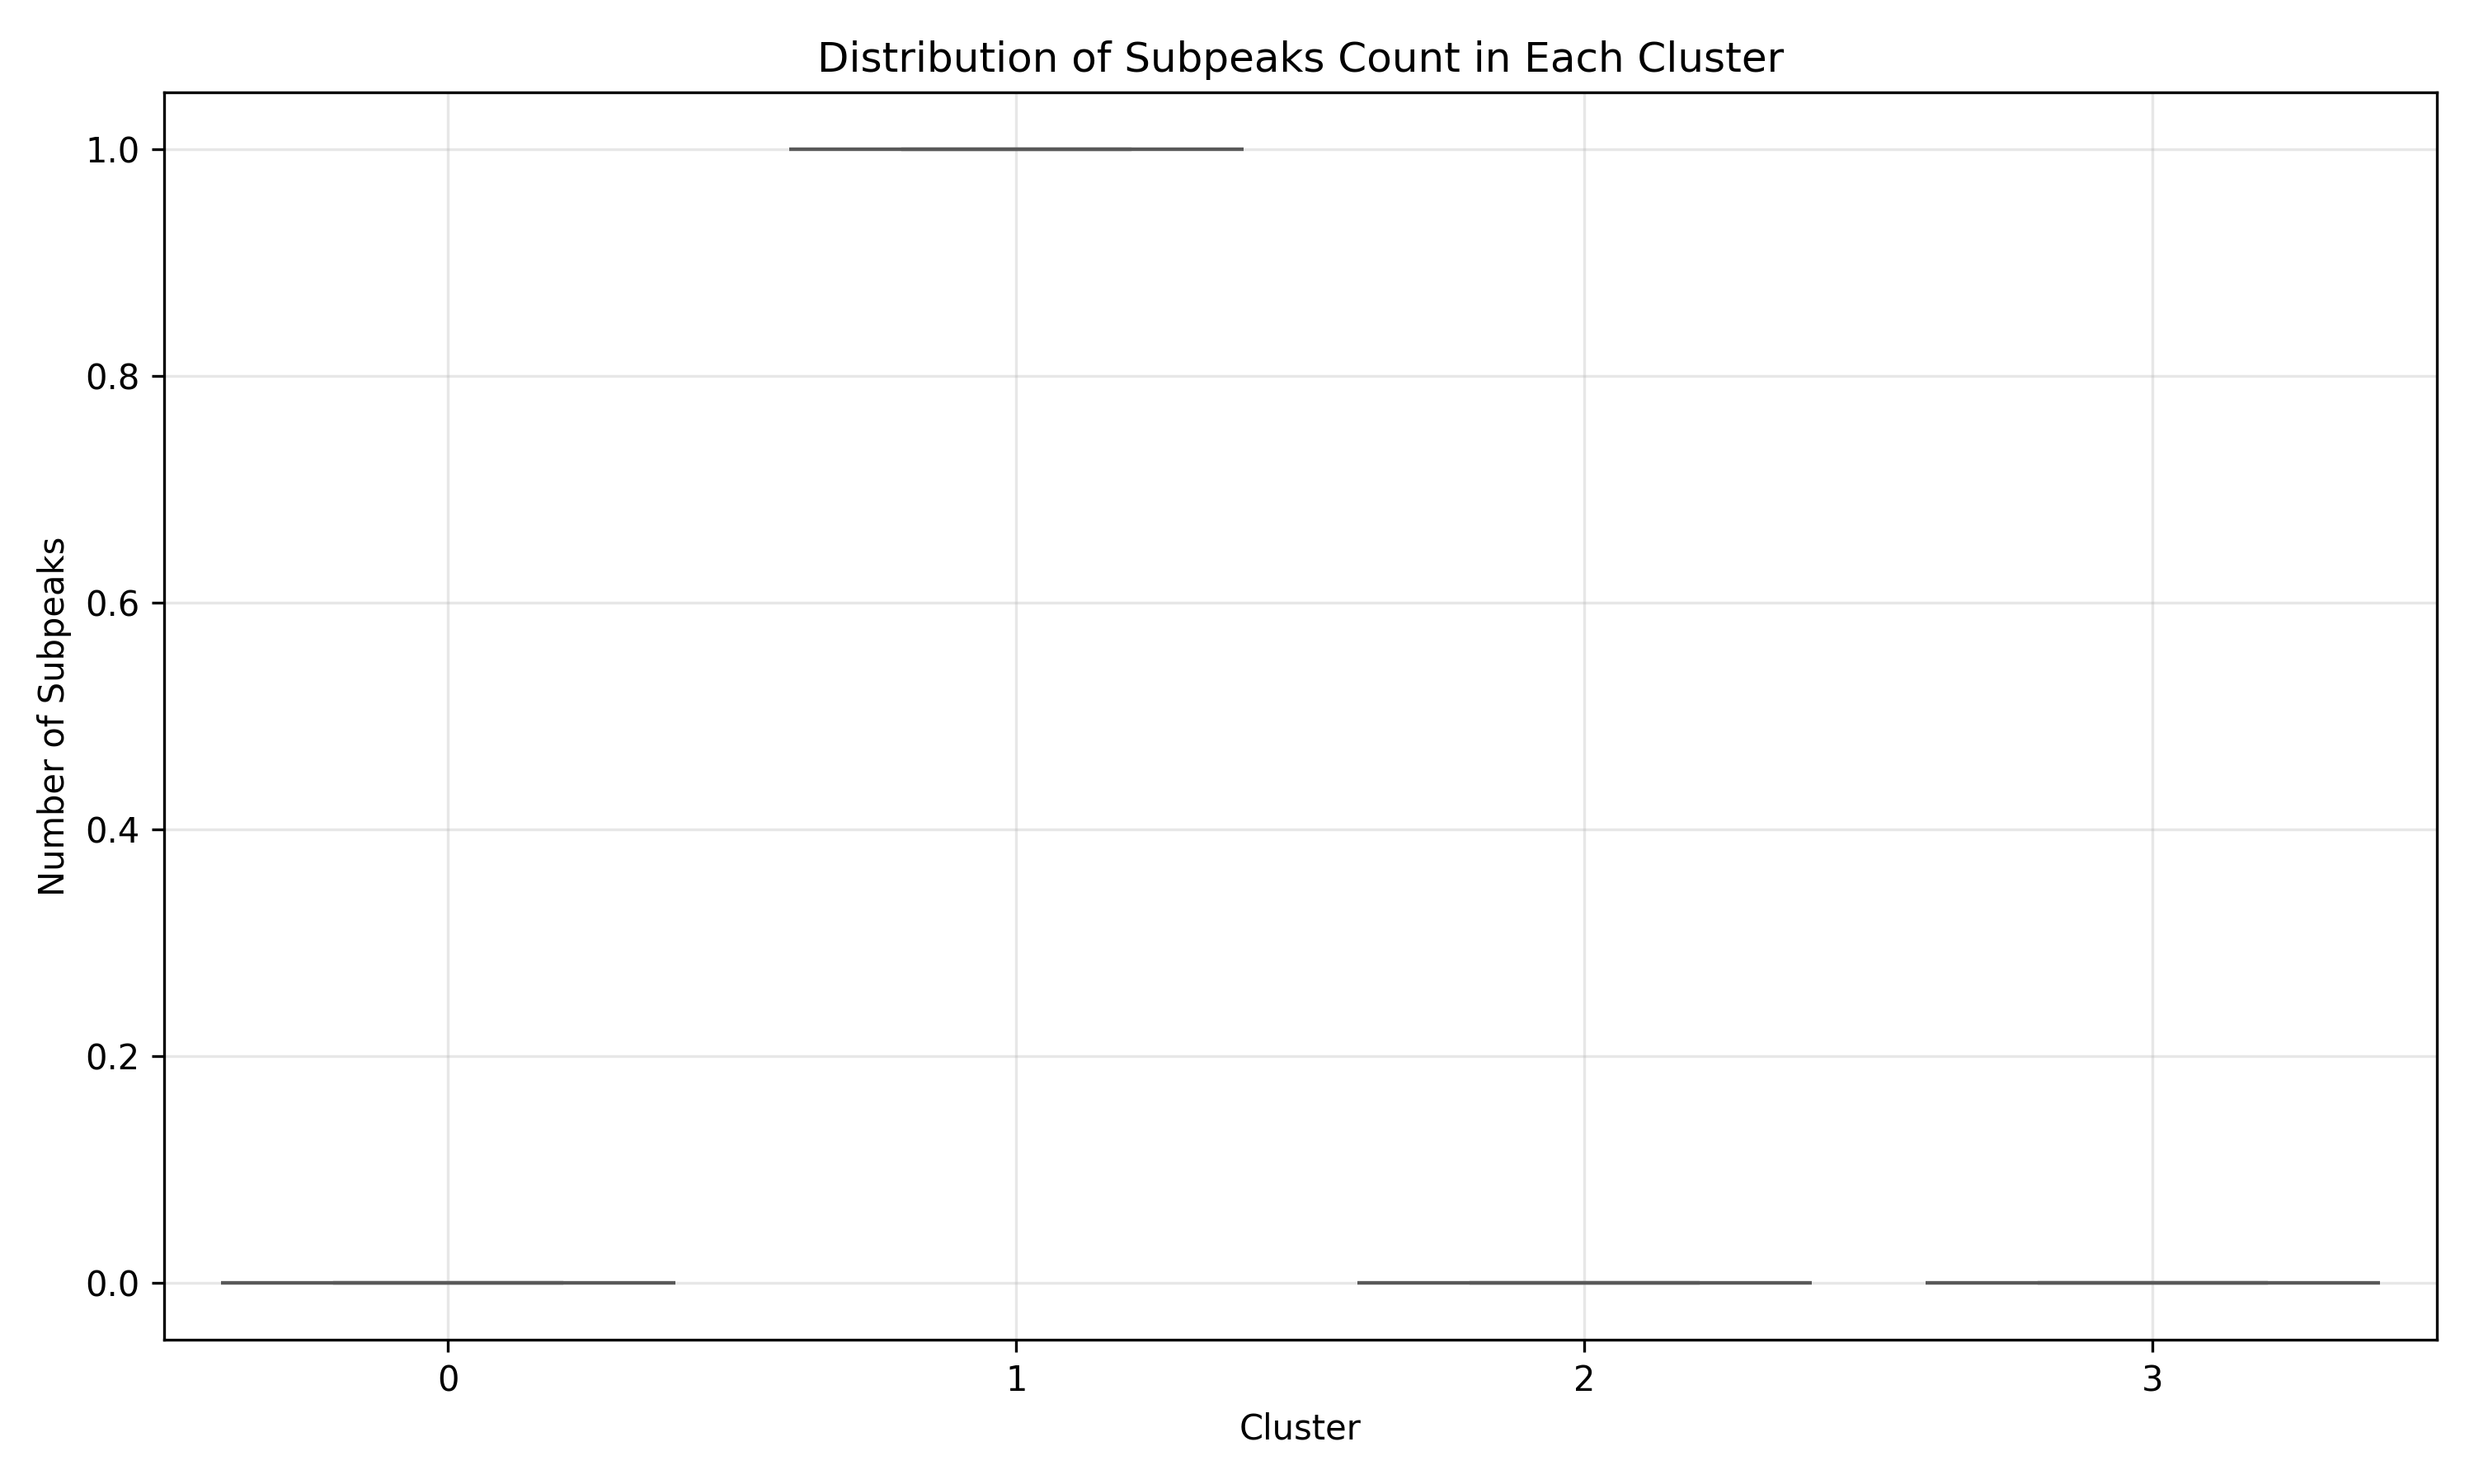 Distribution of Subpeaks Count in Each Cluster
Number of Subpeaks
1.0
0.8
0.6
0.4
0.2
0.0
0 1 2 3
Cluster